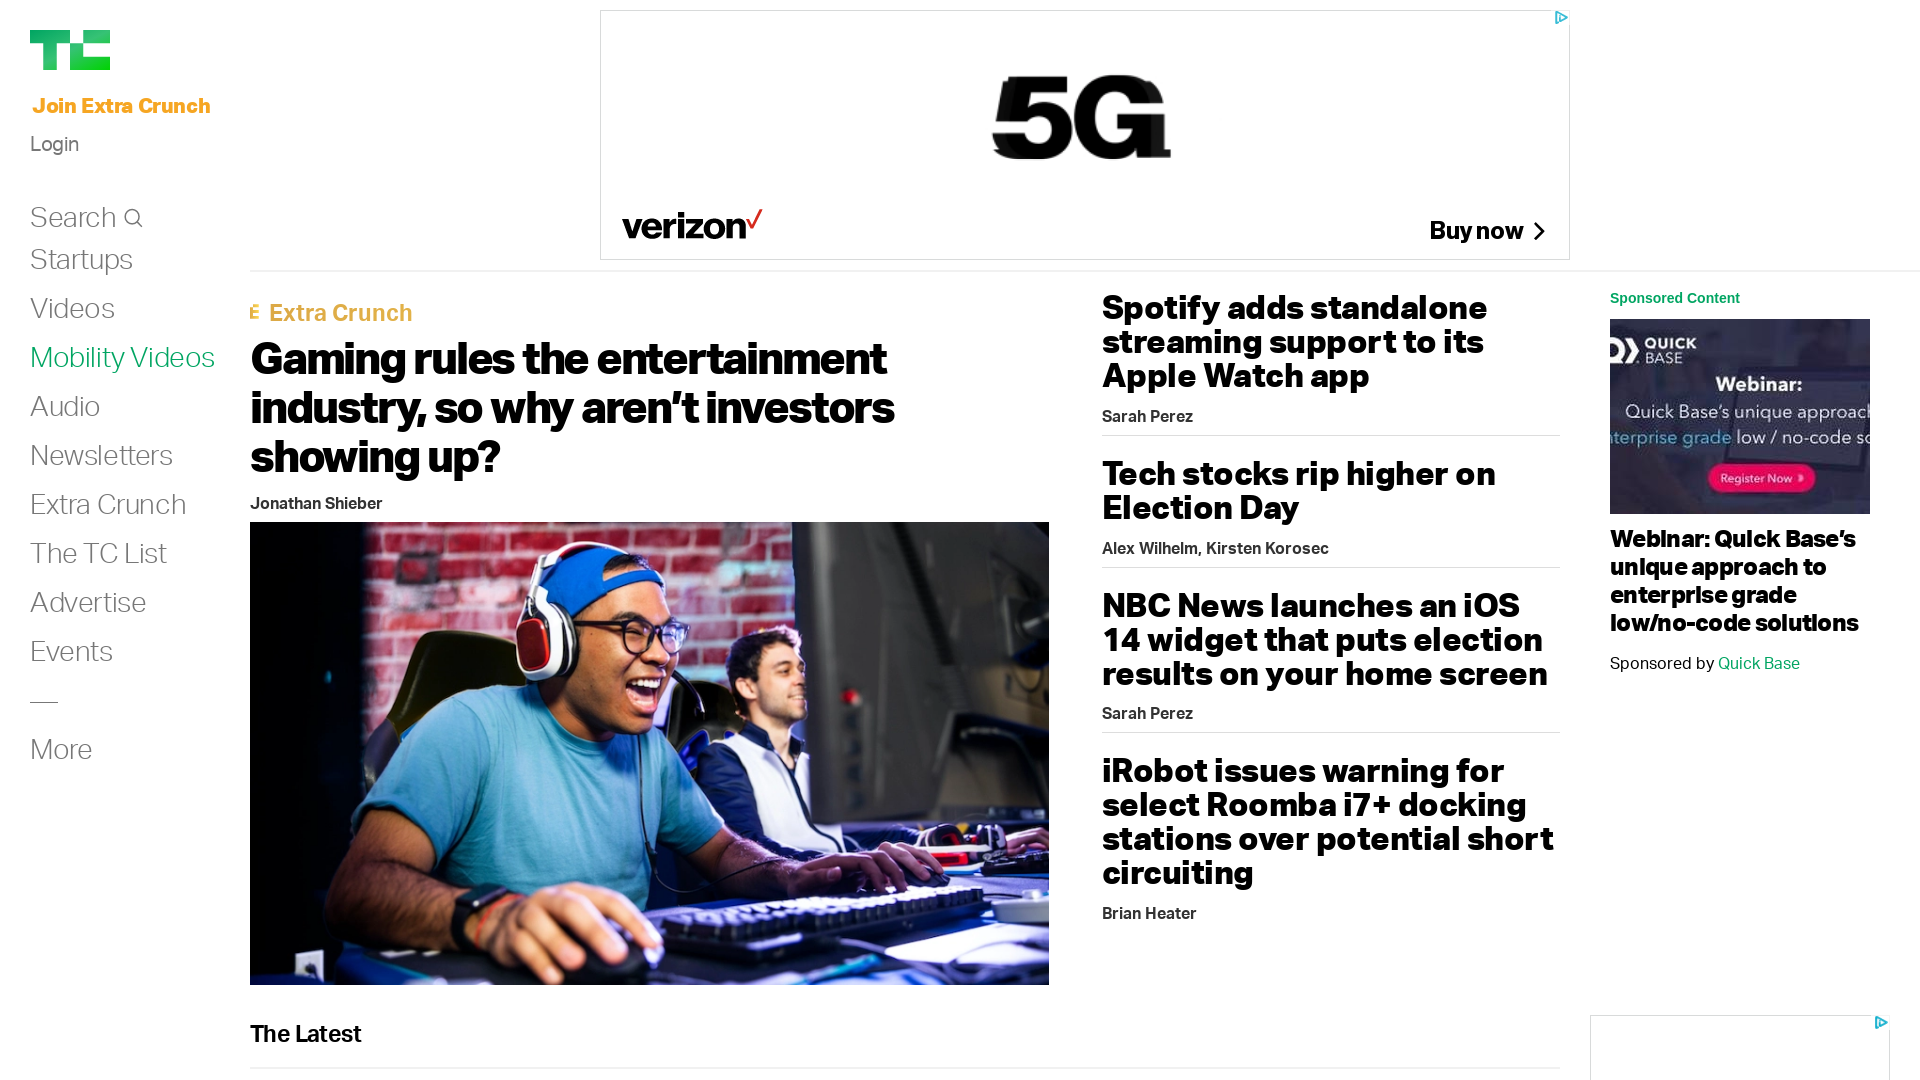 TC
Join Extra Crunch
Login
Search
Startups
Videos
Mobility Videos
Audio
Newsletters
Extra Crunch
The TC List
Advertise
Events
More
5G
verizon
Buy now
Extra Crunch
Gaming rules the entertainment
industry, so why aren’t investors
showing up?
Jonathan Shieber
Spotify adds standalone
streaming support to its
Apple Watch app
Sarah Perez
Tech stocks rip higher on
Election Day
Alex Wilhelm, Kirsten Korosec
NBC News launches an iOS
14 widget that puts election
results on your home screen
Sarah Perez
iRobot issues warning for
select Roomba i7+ docking
stations over potential short
circuiting
Brian Heater
Sponsored Content
QUICK
BASE
Webinar:
Quick Base’s unique approach
nterprise grade low / no-code so
Register Now
Webinar: Quick Base’s
unique approach to
enterprise grade
low/no-code solutions
Sponsored by Quick Base
The Latest